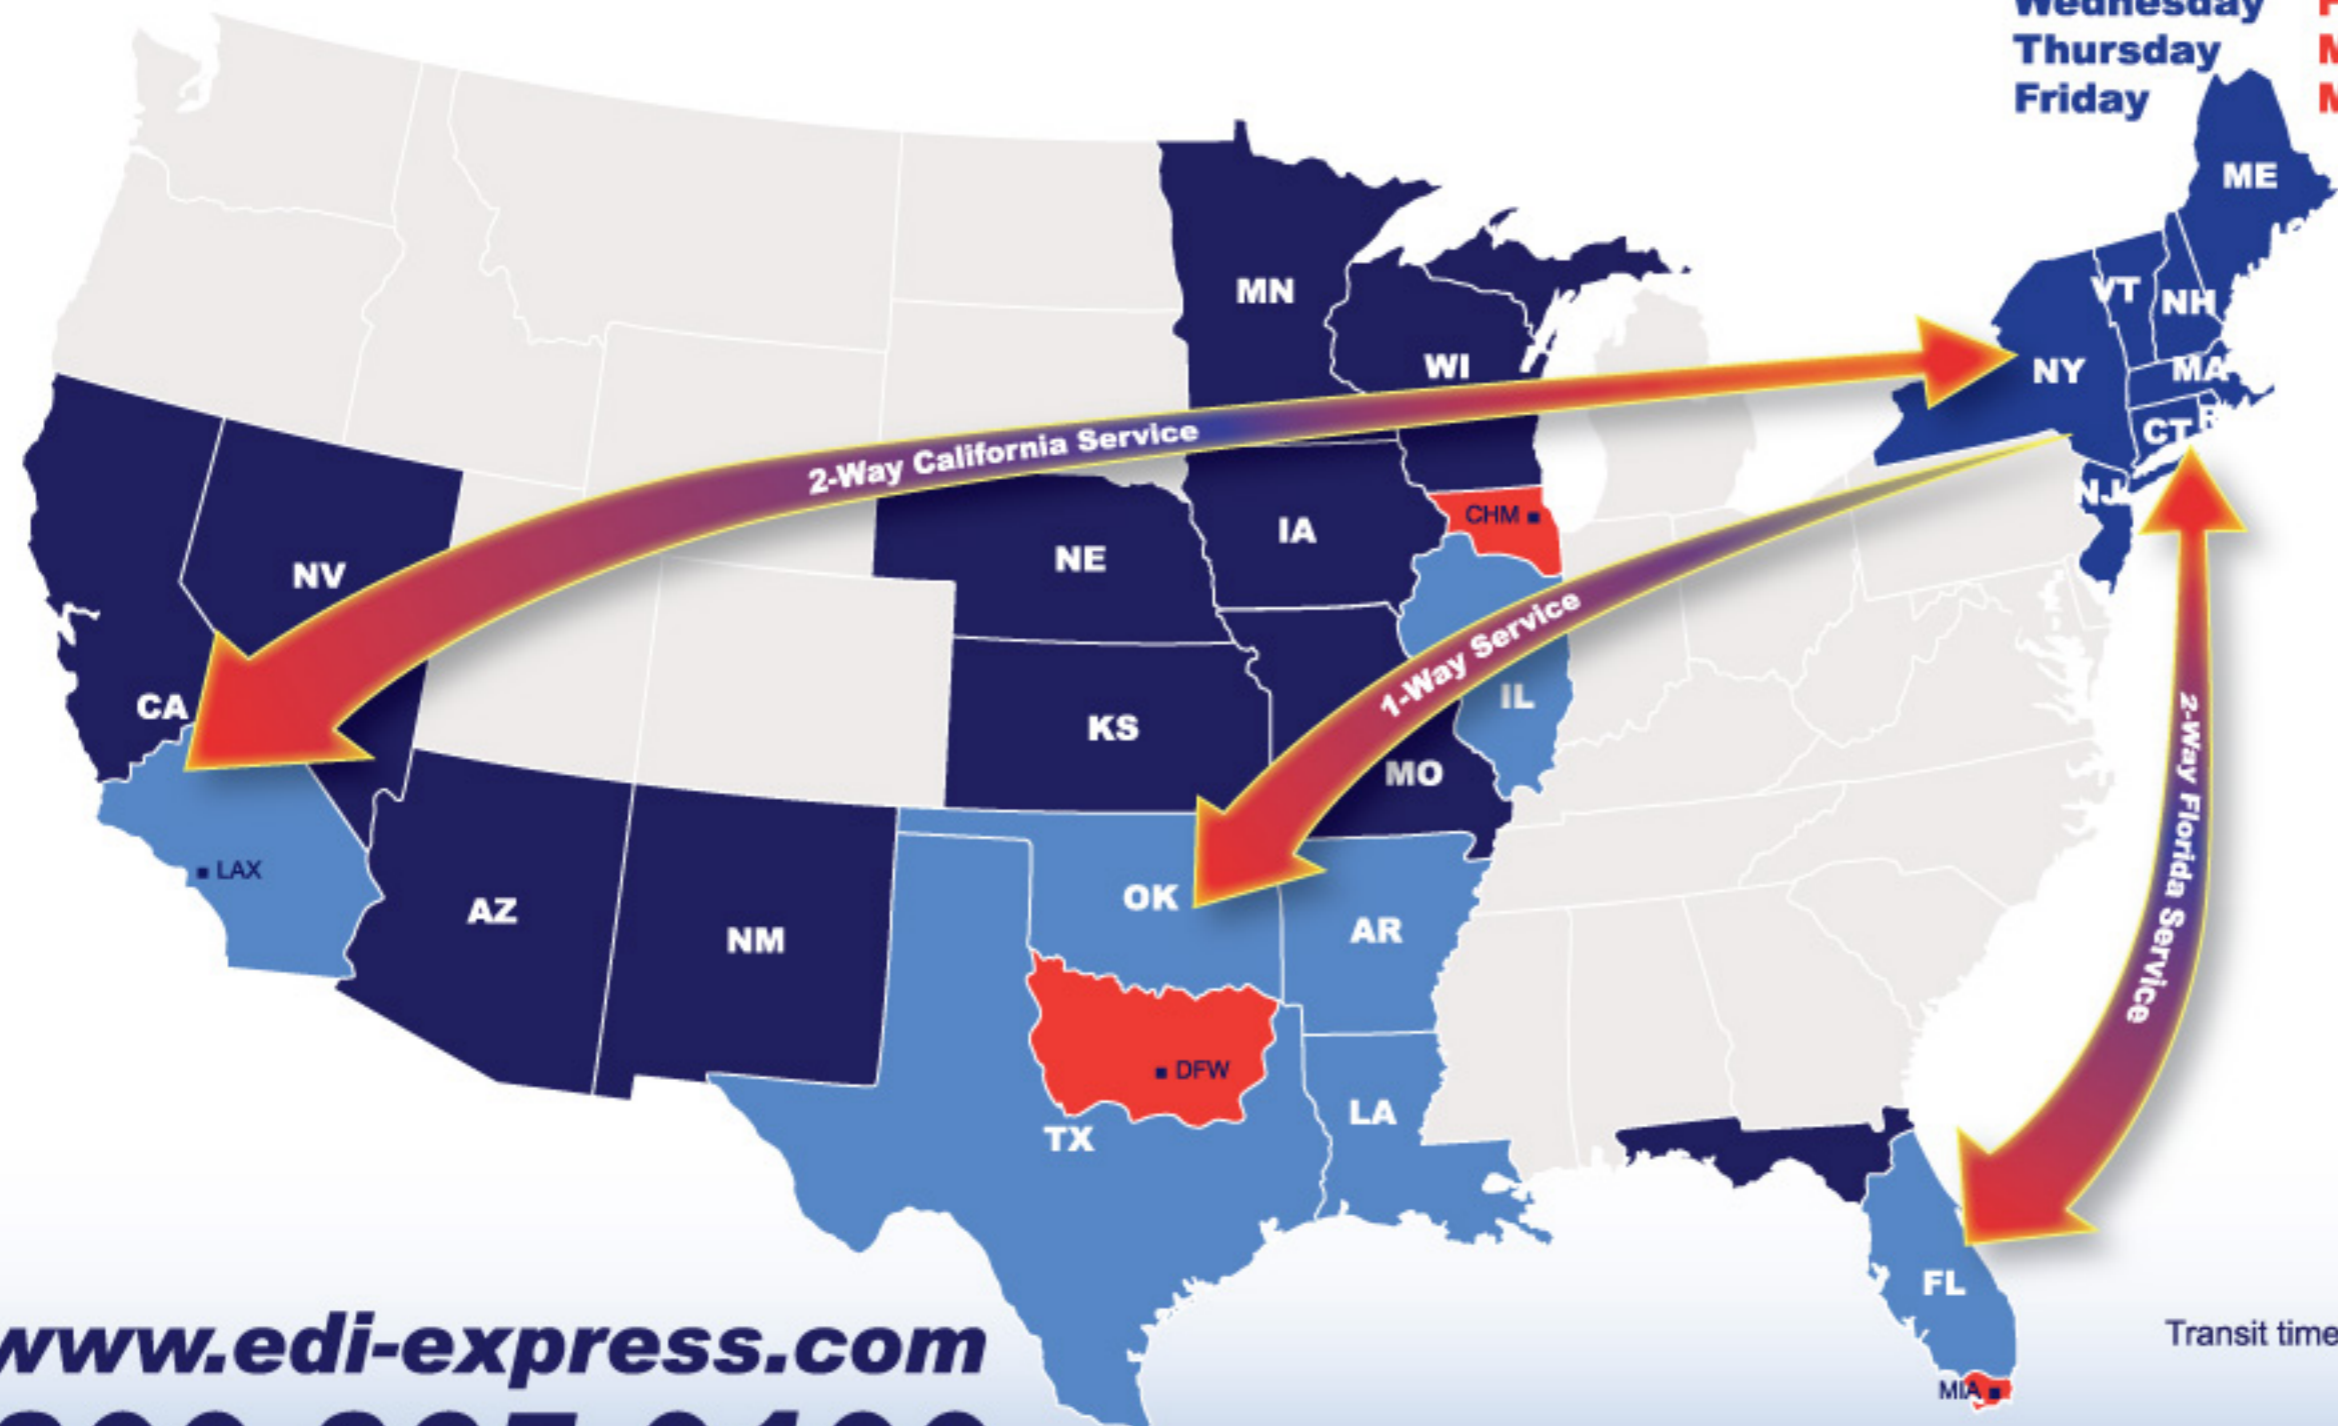 Wednesday
Thursday
Friday
ME
MN
VT
NH
WI
NY
MA
2-Way California Service
CT
NJ
CHM
IA
NE
NV
1-Way Service
IL
CA
KS
2-Way Florida Service
MO
LAX
OK
AZ
AR
NM
DFW
LA
TX
FL
www.edi-express.com
Transit time
MIA